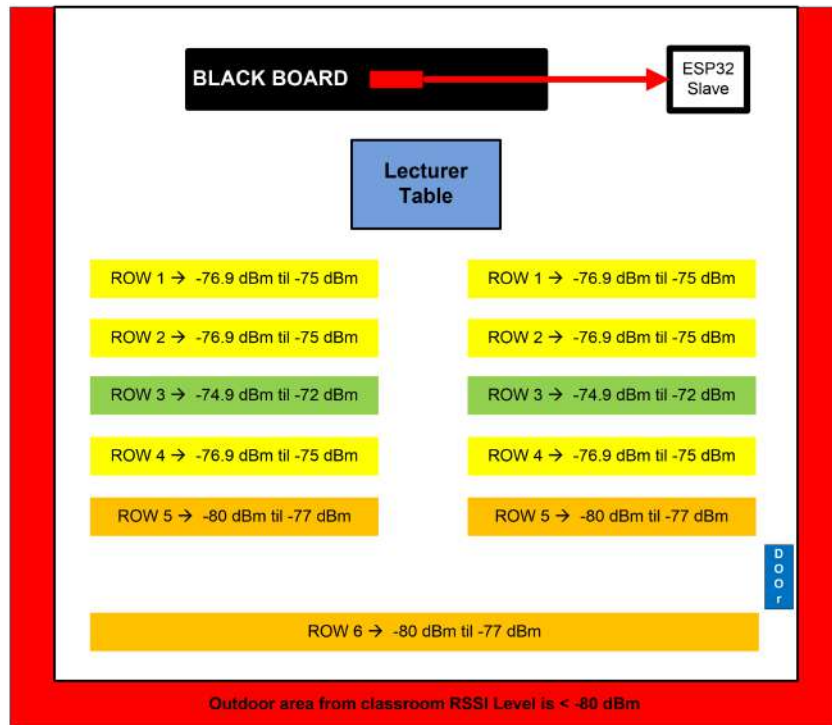 BLACK BOARD
ESP32
Slave
Lecturer
Table
ROW 1 → -76.9 dBm til -75 dBm
ROW 1 → -76.9 dBm til -75 dBm
ROW 2 → -76.9 dBm til -75 dBm
ROW 2 → -76.9 dBm til -75 dBm
ROW 3 → -74.9 dBm til -72 dBm
ROW 3 → -74.9 dBm til -72 dBm
ROW 4 → -76.9 dBm til -75 dBm
ROW 4 → -76.9 dBm til -75 dBm
ROW 5 → -80 dBm til -77 dBm
ROW 5 → -80 dBm til -77 dBm
DOOr
ROW 6 → -80 dBm til -77 dBm
Outdoor area from classroom RSSI Level is < -80 dBm